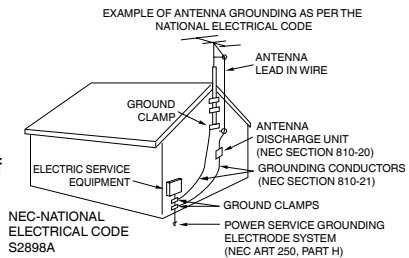 EXAMPLE OF ANTENNA GROUNDING AS PER THE
NATIONAL ELECTRICAL CODE
ANTENNA
LEAD IN WIRE
GROUND
CLAMP
ANTENNA
DISCHARGE UNIT
(NEC SECTION 810-20)
ELECTRIC SERVICE
EQUIPMENT
GROUNDING CONDUCTORS
(NEC SECTION 810-21)
GROUND CLAMPS
NEC-NATIONAL
ELECTRICAL CODE
S2898A
POWER SERVICE GROUNDING
ELECTRODE SYSTEM
(NEC ART 250, PART H)
f